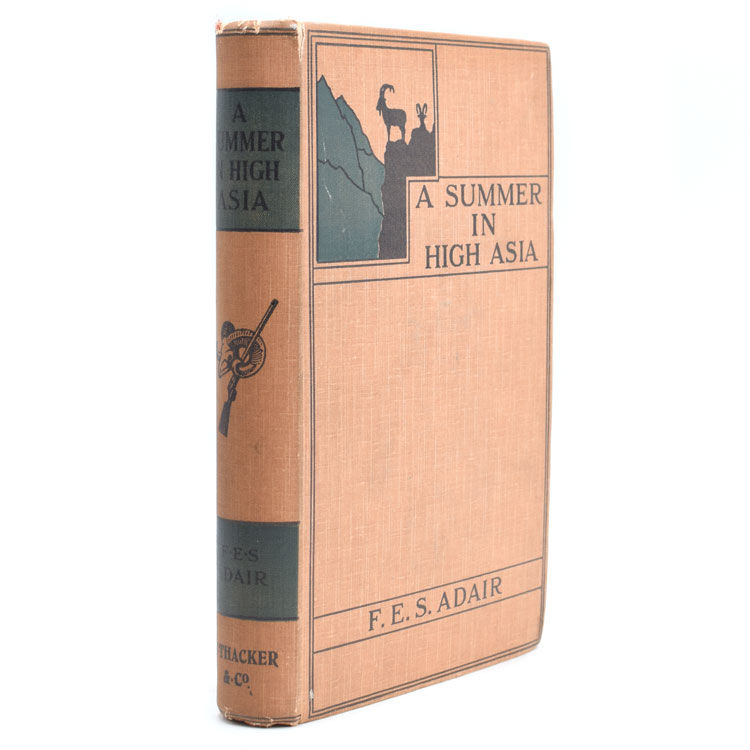 A
SUMMER
IN HIGH
ASIA
F·E·S
ADAIR
THACKER
& Co.
A SUMMER
IN
HIGH ASIA
F. E. S. ADAIR